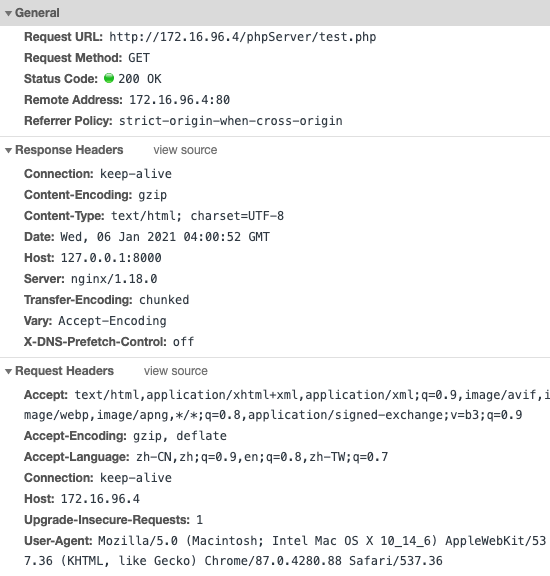 General
Request URL: http://172.16.96.4/phpServer/test.php
Request Method: GET
Status Code: 200 OK
Remote Address: 172.16.96.4:80
Referrer Policy: strict-origin-when-cross-origin
Response Headers view source
Connection: keep-alive
Content-Encoding: gzip
Content-Type: text/html; charset=UTF-8
Date: Wed, 06 Jan 2021 04:00:52 GMT
Host: 127.0.0.1:8000
Server: nginx/1.18.0
Transfer-Encoding: chunked
Vary: Accept-Encoding
X-DNS-Prefetch-Control: off
Request Headers view source
Accept: text/html,application/xhtml+xml,application/xml;q=0.9,image/avif,i
mage/webp,image/apng,*/*;q=0.8,application/signed-exchange;v=b3;q=0.9
Accept-Encoding: gzip, deflate
Accept-Language: zh-CN,zh;q=0.9,en;q=0.8,zh-TW;q=0.7
Connection: keep-alive
Host: 172.16.96.4
Upgrade-Insecure-Requests: 1
User-Agent: Mozilla/5.0 (Macintosh; Intel Mac OS X 10_14_6) AppleWebKit/53
7.36 (KHTML, like Gecko) Chrome/87.0.4280.88 Safari/537.36